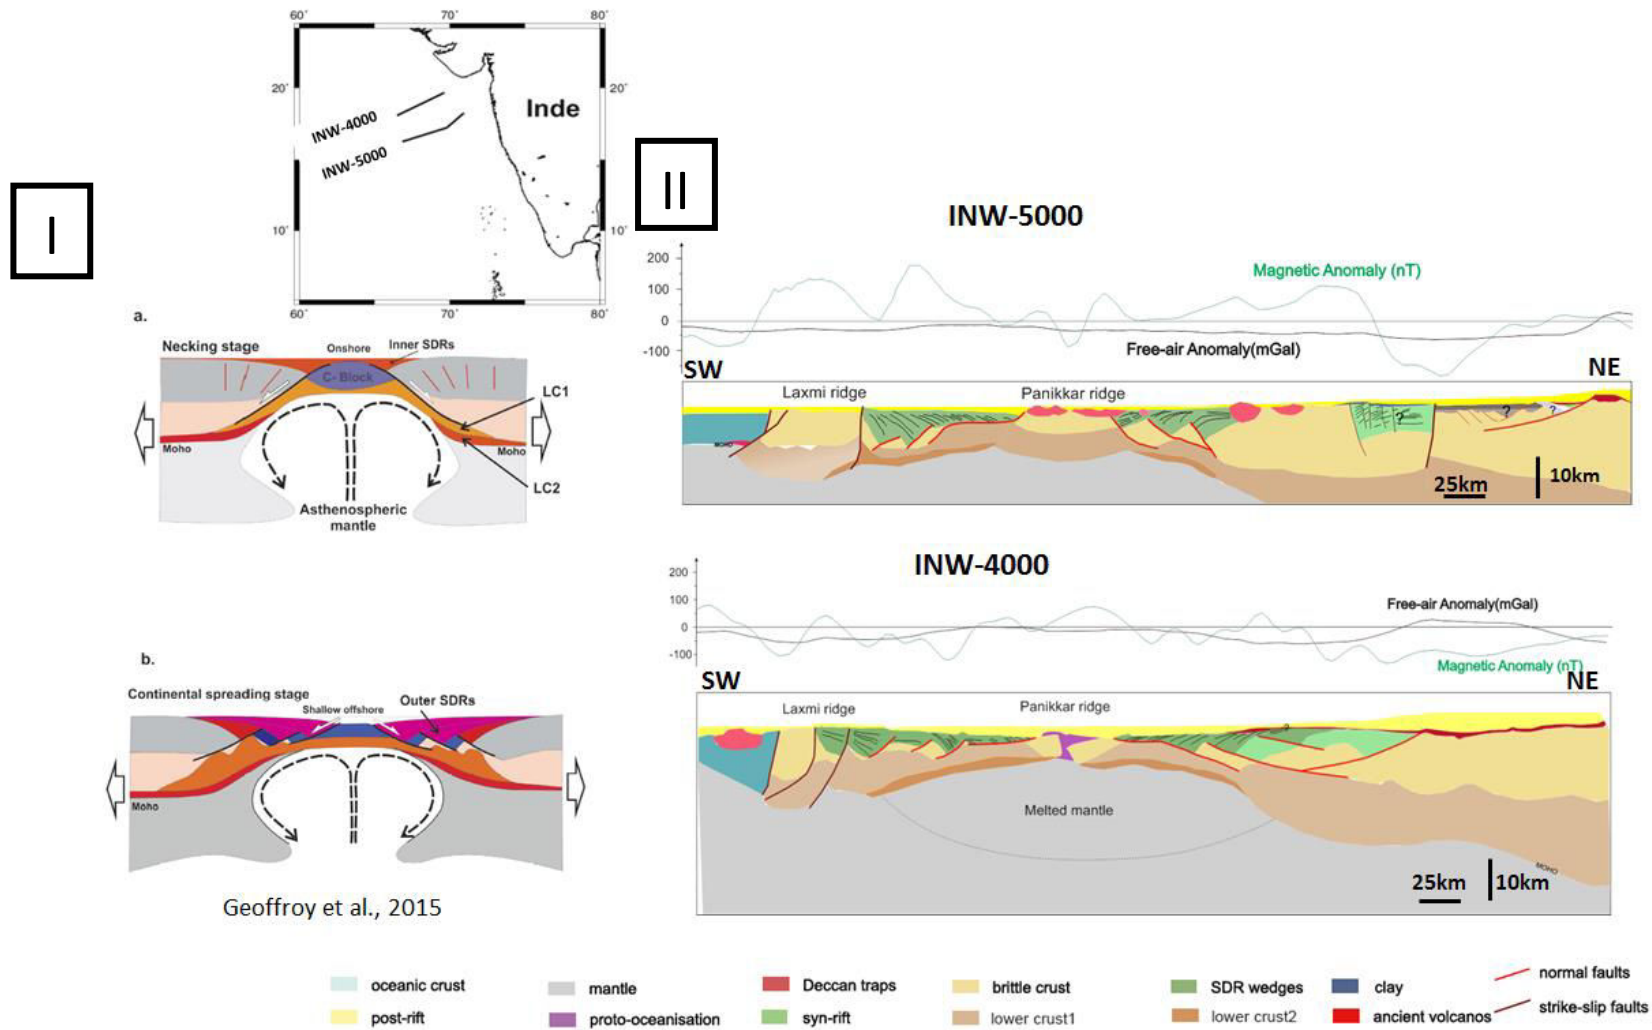 60˚ 70˚ 80˚
20˚ 20˚
10˚ 10˚
60˚ 70˚ 80˚
Inde
INW-4000
INW-5000
I
II
a.
Necking stage
Onshore
Inner SDRs
C- Block
LC1
Moho
Moho
LC2
Asthenospheric
mantle
b.
Continental spreading stage
Shallow offshore
Outer SDRs
Moho
Geoffroy et al., 2015
INW-5000
200
100
0
-100
Magnetic Anomaly (nT)
Free-air Anomaly(mGal)
SW
NE
Laxmi ridge
Panikkar ridge
?
?
?
25km
10km
INW-4000
200
100
0
-100
Free-air Anomaly(mGal)
Magnetic Anomaly (nT)
SW
NE
Laxmi ridge
Panikkar ridge
?
Melted mantle
MOHO
25km
10km
oceanic crust
mantle
Deccan traps
brittle crust
SDR wedges
clay
normal faults
post-rift
proto-oceanisation
syn-rift
lower crust1
lower crust2
ancient volcanos
strike-slip faults